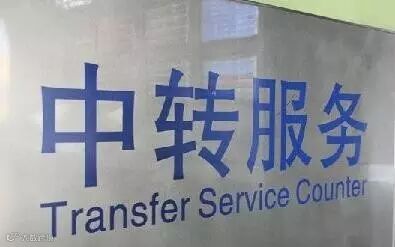 中转服务
Transfer Service Counter